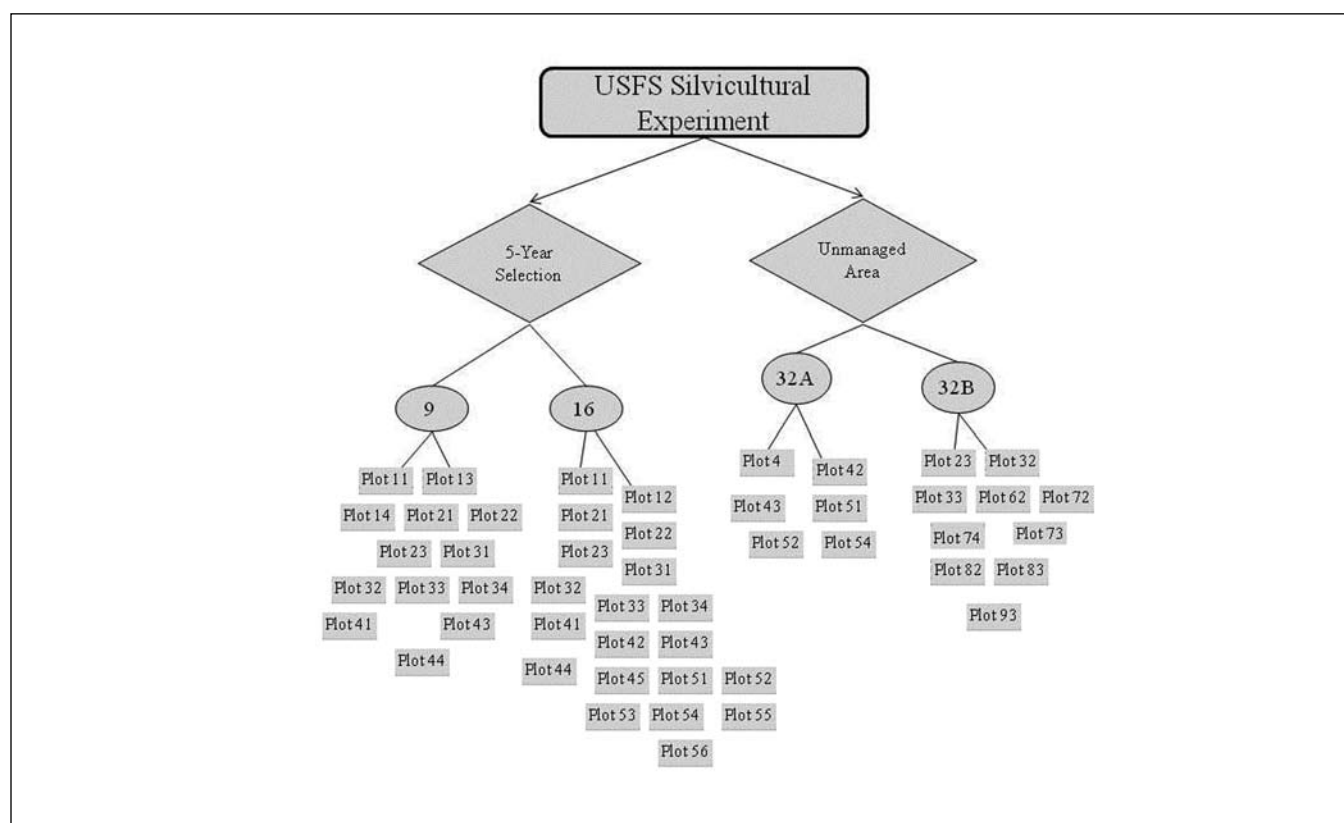 USFS Silvicultural
Experiment
5-Year
Selection
Unmanaged
Area
9
16
32A
32B
Plot 11
Plot 13
Plot 14
Plot 21
Plot 22
Plot 23
Plot 31
Plot 32
Plot 33
Plot 34
Plot 41
Plot 43
Plot 44
Plot 11
Plot 12
Plot 21
Plot 22
Plot 23
Plot 31
Plot 32
Plot 33
Plot 34
Plot 41
Plot 42
Plot 43
Plot 44
Plot 45
Plot 51
Plot 52
Plot 53
Plot 54
Plot 55
Plot 56
Plot 4
Plot 42
Plot 43
Plot 51
Plot 52
Plot 54
Plot 23
Plot 32
Plot 33
Plot 62
Plot 72
Plot 74
Plot 73
Plot 82
Plot 83
Plot 93